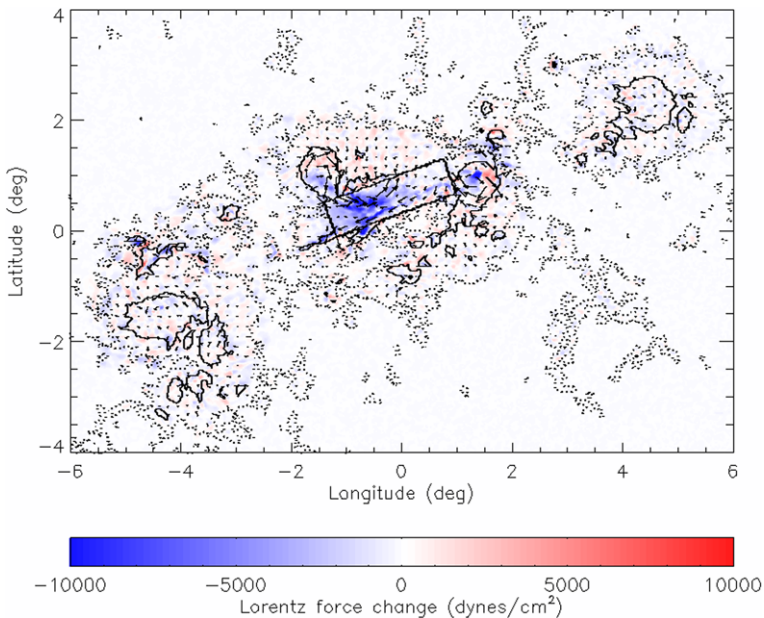 4
2
0
−2
−4
Latitude (deg)
−6 −4 −2 0 2 4 6
Longitude (deg)
−10000 −5000 0 5000 10000
Lorentz force change (dynes/cm²)